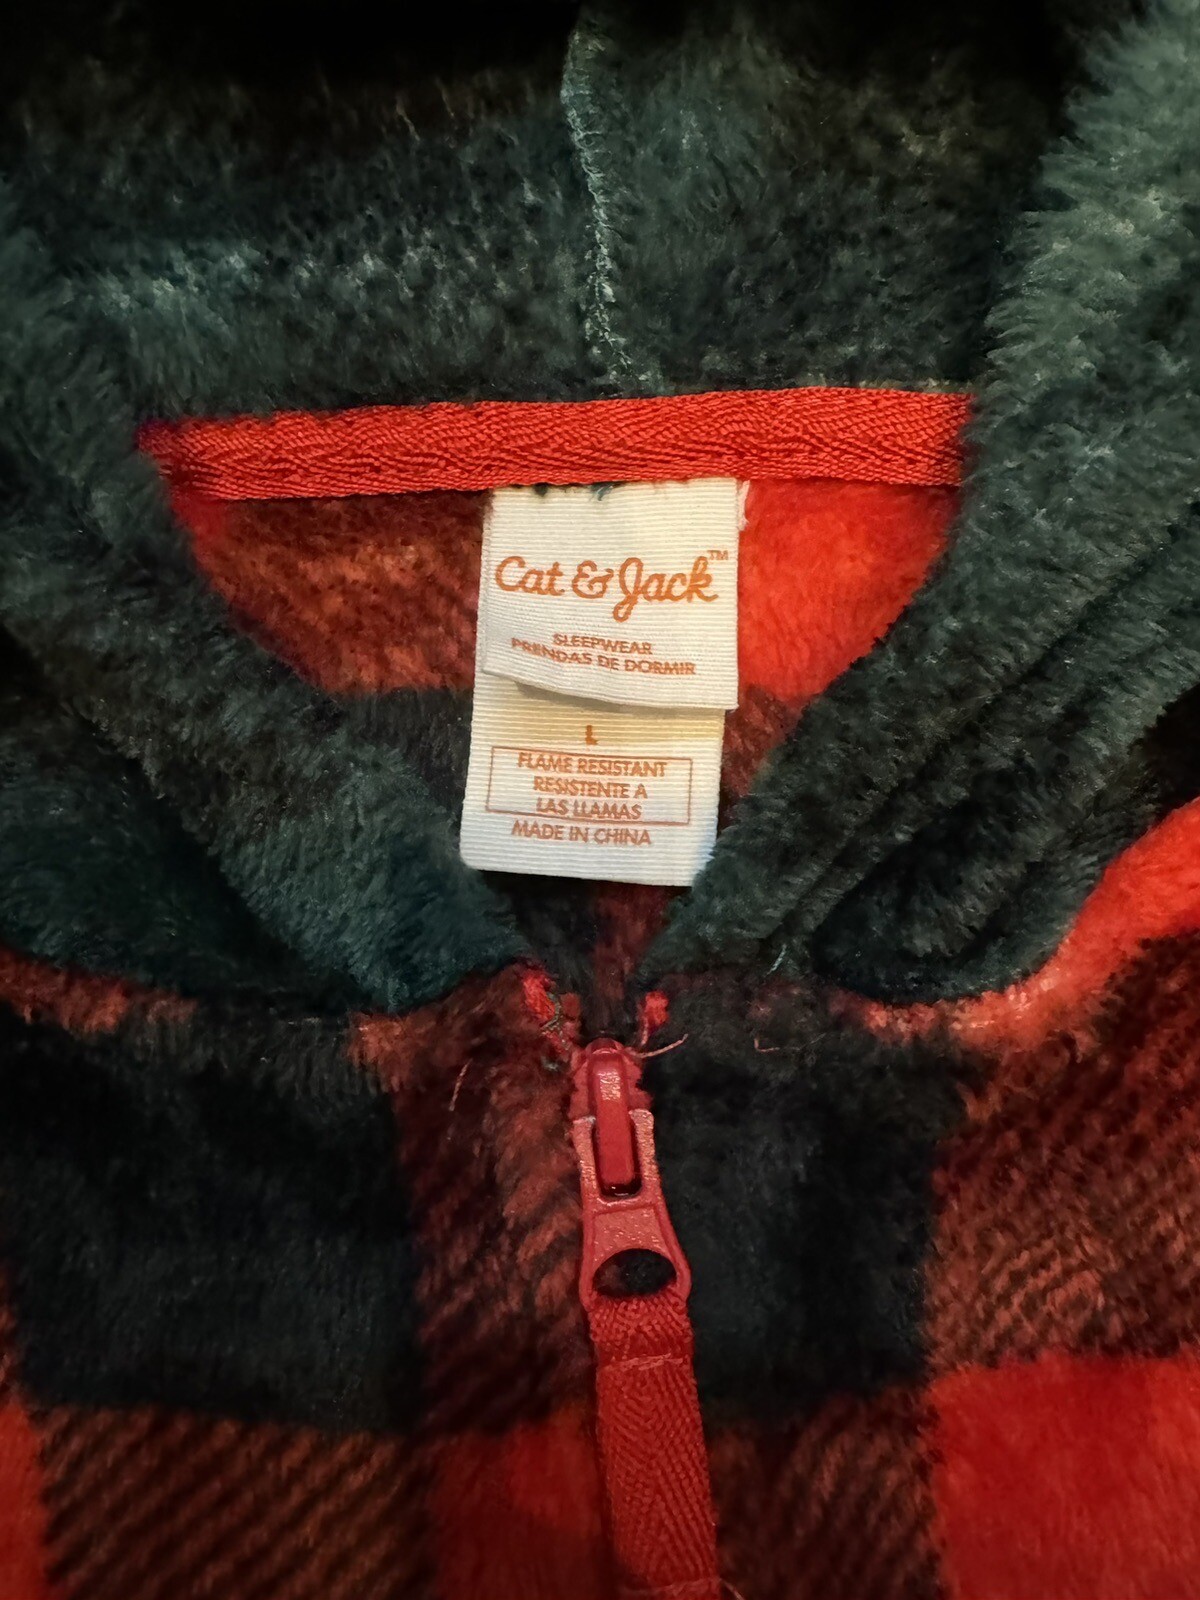 Cat & Jack™
SLEEPWEAR
PRENDAS DE DORMIR
L
FLAME RESISTANT
RESISTENTE A
LAS LLAMAS
MADE IN CHINA